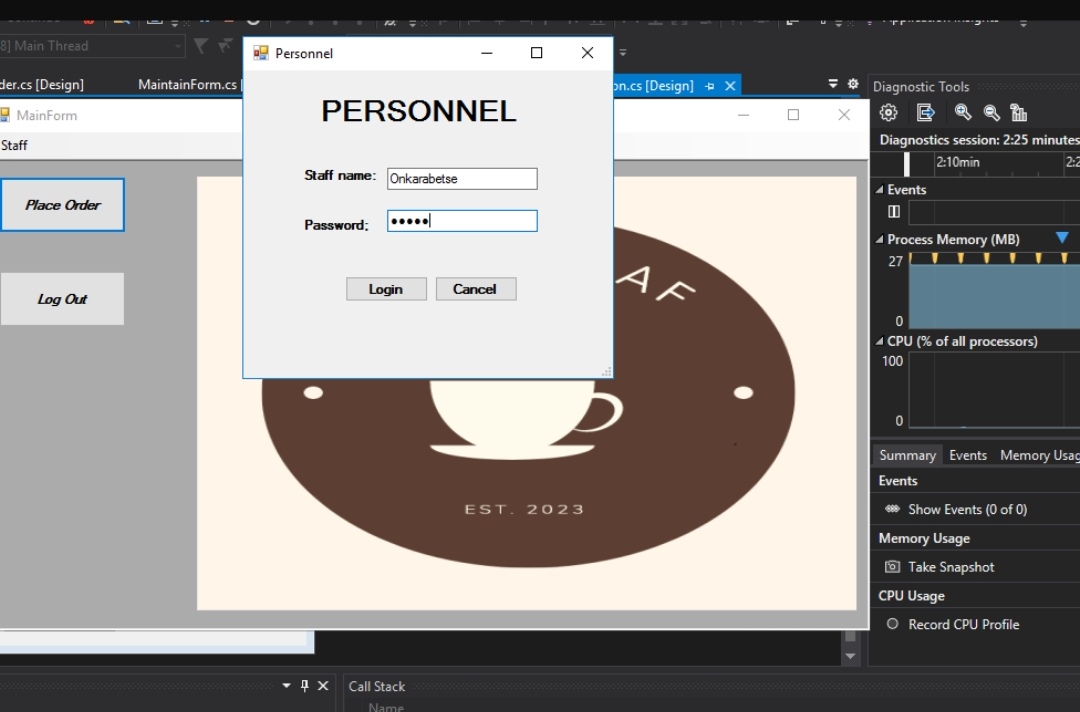 8] Main Thread
Personnel
der.cs [Design]
MaintainForm.cs [
on.cs [Design]
Diagnostic Tools
MainForm
PERSONNEL
Diagnostics session: 2:25 minutes
Staff
2:10min
2:2
Staff name:
Onkarabetse
Events
Place Order
Password:
Process Memory (MB)
27
AF
Login
Cancel
Log Out
0
CPU (% of all processors)
100
0
Summary
Events
Memory Usag
Events
EST. 2023
Show Events (0 of 0)
Memory Usage
Take Snapshot
CPU Usage
Record CPU Profile
Call Stack
Name